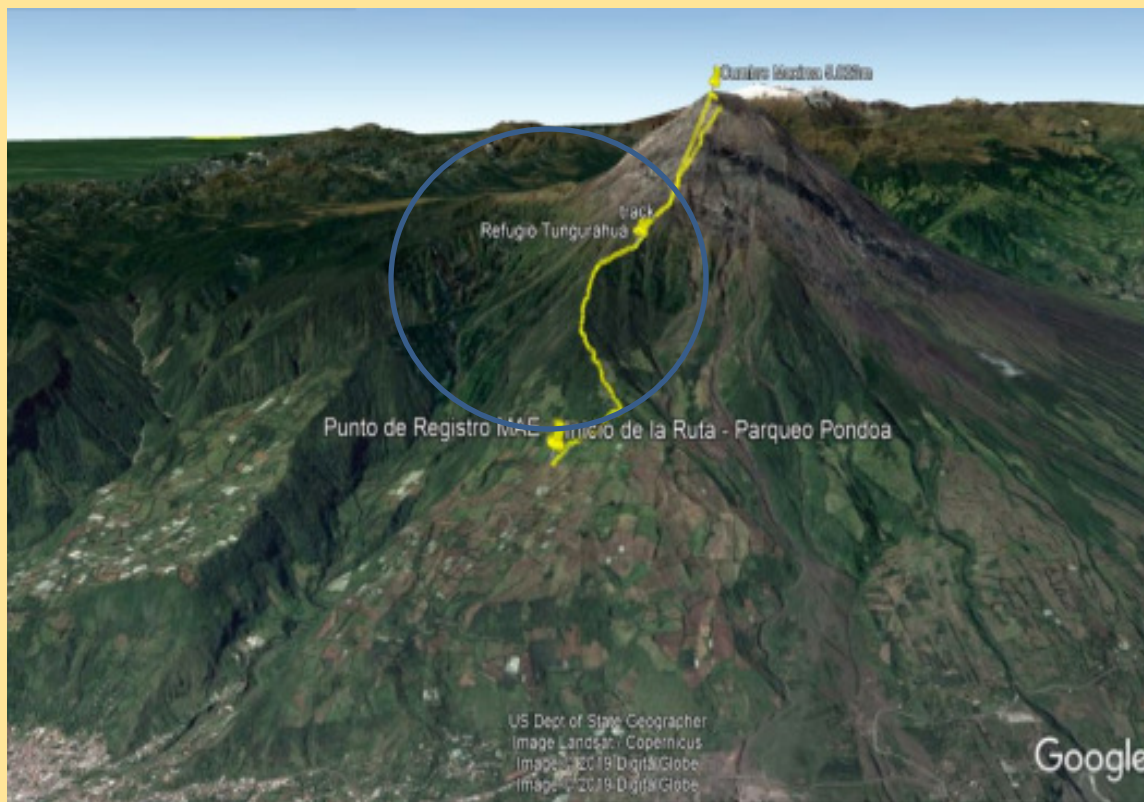 Cumbre Maxima 5.020m
track
Refugio Tungurahua
Punto de Registro MAE
Inicio de la Ruta - Parqueo Pondoa
US Dept of State Geographer
Image Landsat / Copernicus
Image © 2019 DigitalGlobe
Image © 2019 DigitalGlobe
Google